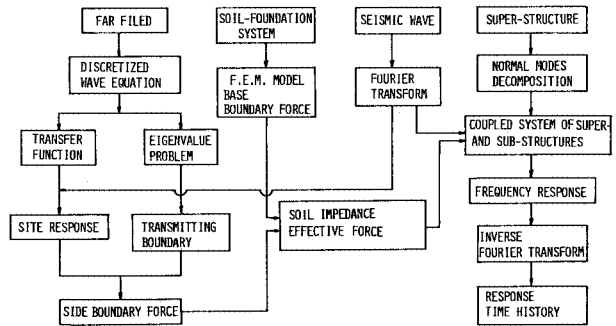 FAR FILED
DISCRETIZED
WAVE EQUATION
TRANSFER
FUNCTION
EIGENVALUE
PROBLEM
SITE RESPONSE
TRANSMITTING
BOUNDARY
SIDE BOUNDARY FORCE
SOIL-FOUNDATION
SYSTEM
F.E.M. MODEL
BASE
BOUNDARY FORCE
SOIL IMPEDANCE
EFFECTIVE FORCE
SEISMIC WAVE
FOURIER
TRANSFORM
SUPER-STRUCTURE
NORMAL MODES
DECOMPOSITION
COUPLED SYSTEM OF SUPER-
AND SUB-STRUCTURES
FREQUENCY RESPONSE
INVERSE
FOURIER TRANSFORM
RESPONSE
TIME HISTORY